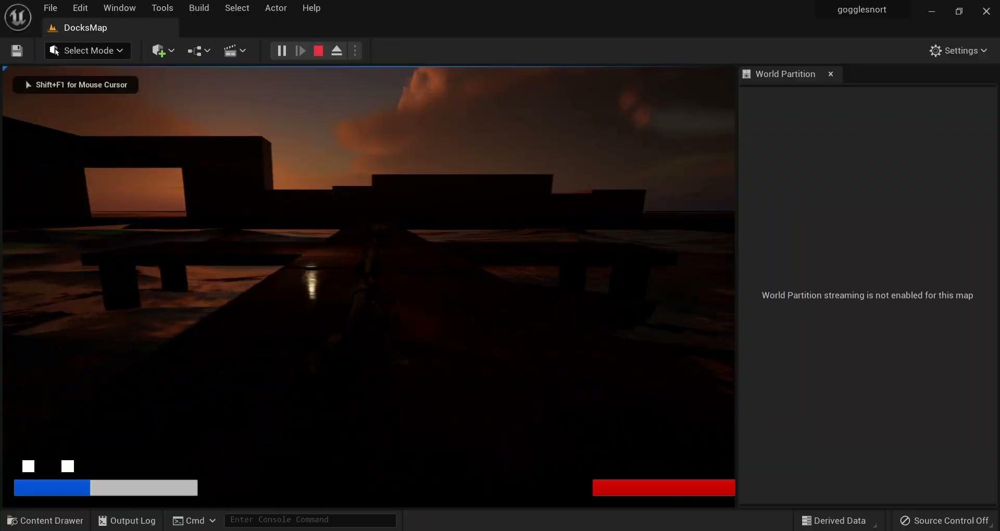 File Edit Window Tools Build Select Actor Help
gogglesnort
DocksMap
Select Mode
Settings
Shift+F1 for Mouse Cursor
World Partition
World Partition streaming is not enabled for this map
Content Drawer
Output Log
Cmd
Enter Console Command
Derived Data
Source Control Off